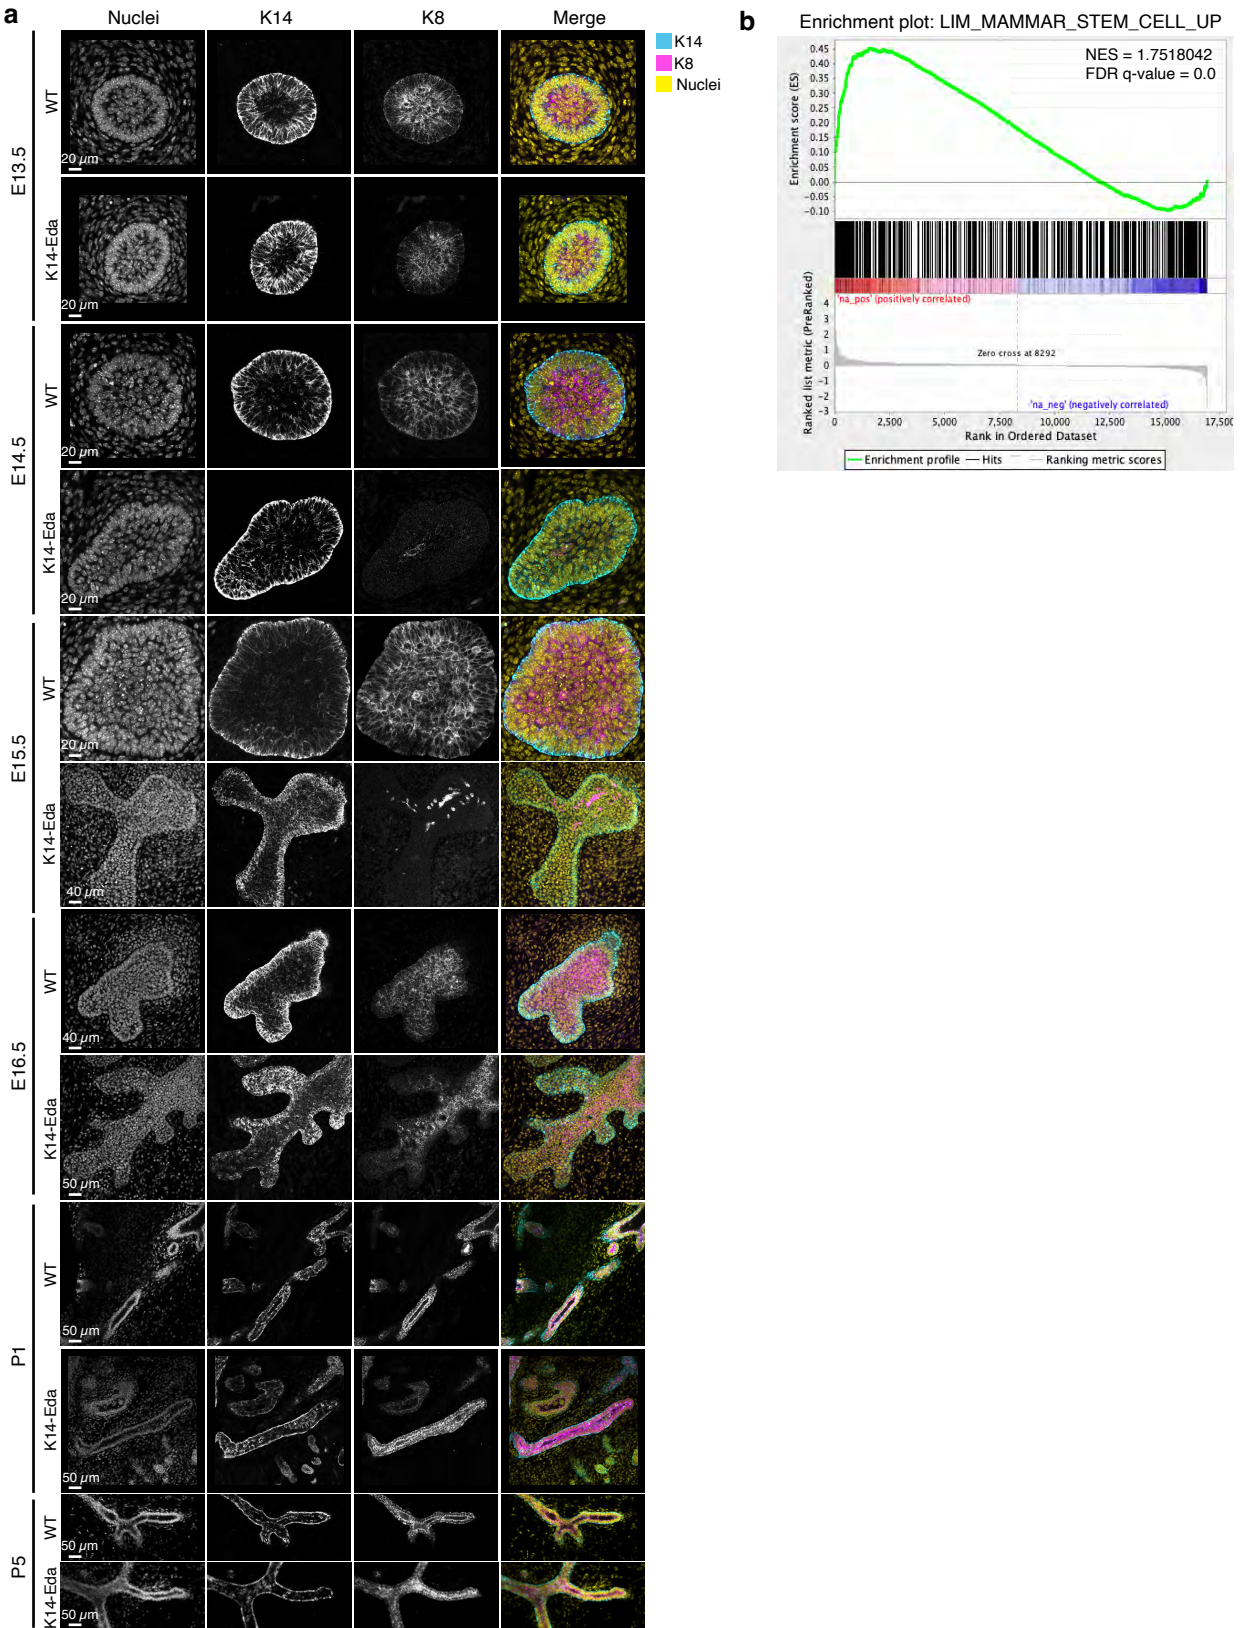 a
Nuclei
K14
K8
Merge
K14
K8
Nuclei
E13.5
WT
20 µm
K14-Eda
20 µm
E14.5
WT
20 µm
K14-Eda
20 µm
E15.5
WT
20 µm
K14-Eda
40 µm
E16.5
WT
40 µm
K14-Eda
50 µm
P1
WT
50 µm
K14-Eda
50 µm
P5
WT
50 µm
K14-Eda
50 µm
b
Enrichment plot: LIM_MAMMAR_STEM_CELL_UP
NES = 1.7518042
FDR q-value = 0.0
Enrichment score (ES)
0.45
0.40
0.35
0.30
0.25
0.20
0.15
0.10
0.05
0.00
-0.05
-0.10
'na_pos' (positively correlated)
Ranked list metric (PreRanked)
4
3
2
1
0
-1
-2
-3
Zero cross at 8292
'na_neg' (negatively correlated)
0 2,500 5,000 7,500 10,000 12,500 15,000 17,500
Rank in Ordered Dataset
Enrichment profile Hits Ranking metric scores